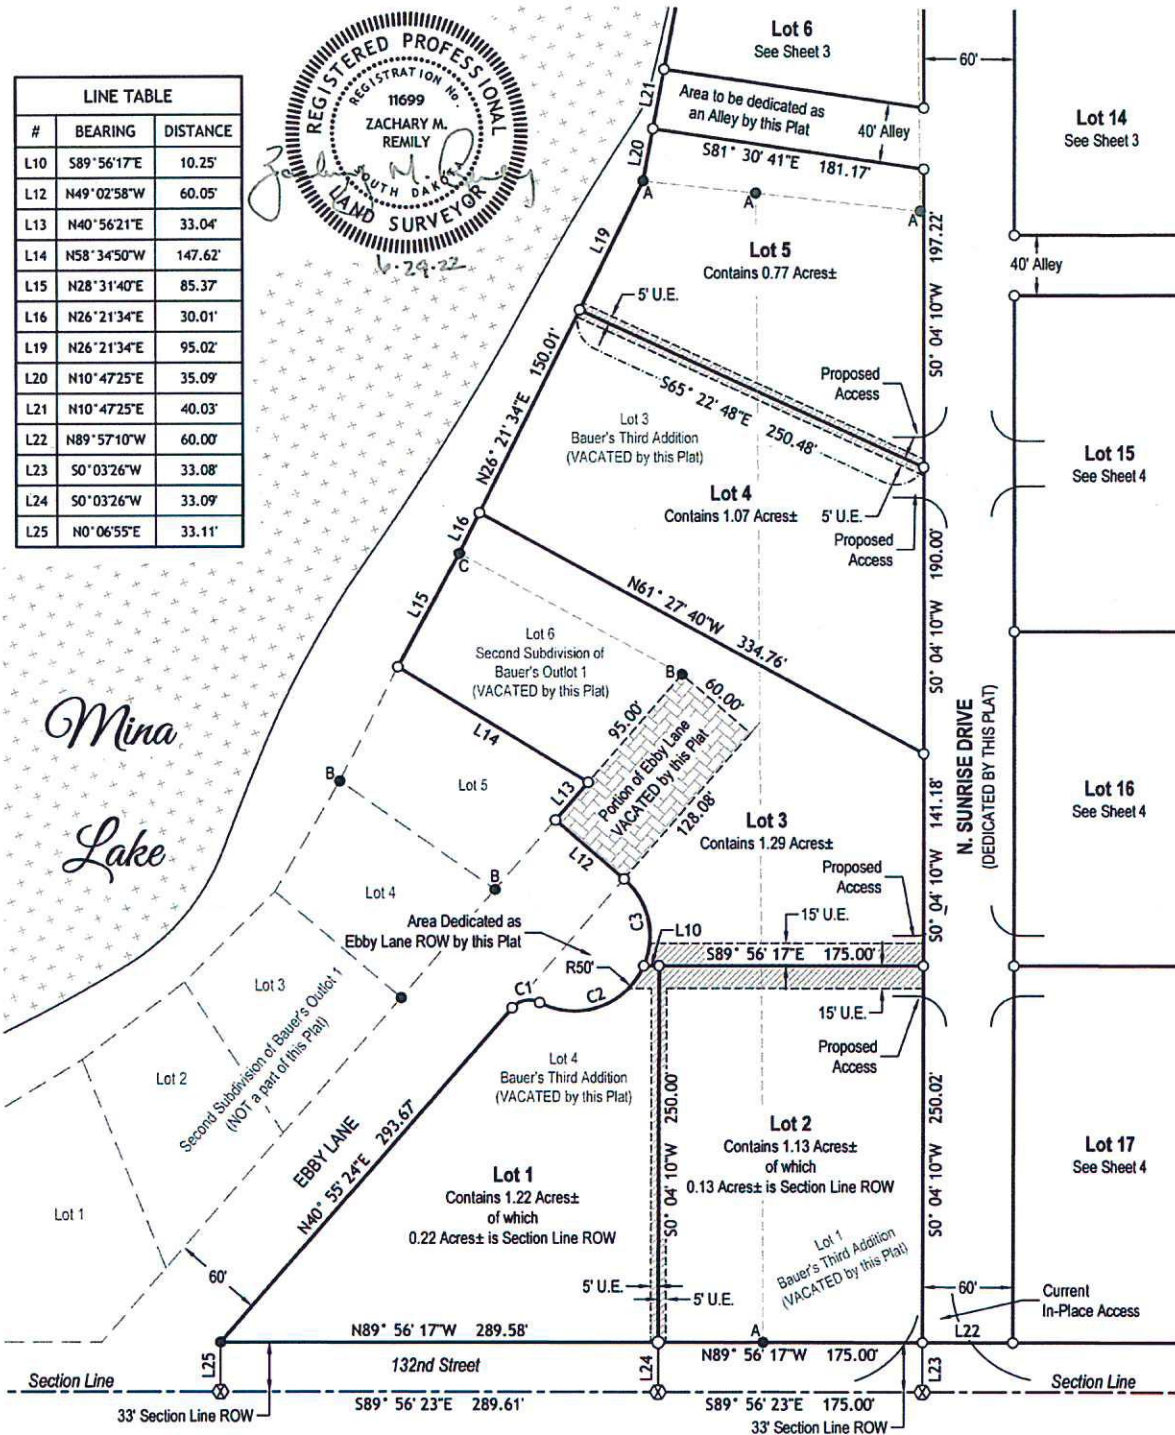 LINE TABLE
# BEARING DISTANCE
L10 S89°56'17"E 10.25'
L12 N49°02'58"W 60.05'
L13 N40°56'21"E 33.04'
L14 N58°34'50"W 147.62'
L15 N28°31'40"E 85.37'
L16 N26°21'34"E 30.01'
L19 N26°21'34"E 95.02'
L20 N10°47'25"E 35.09'
L21 N10°47'25"E 40.03'
L22 N89°57'10"W 60.00'
L23 S0°03'26"W 33.08'
L24 S0°03'26"W 33.09'
L25 N0°06'55"E 33.11'
REGISTERED PROFESSIONAL
REGISTRATION No.
11699
ZACHARY M.
REMILY
SOUTH DAKOTA
LAND SURVEYOR
6-29-22
Lot 6
See Sheet 3
60'
L21
Area to be dedicated as
an Alley by this Plat
40' Alley
Lot 14
See Sheet 3
L20
S81° 30' 41"E 181.17'
A
A
A
L19
Lot 5
Contains 0.77 Acres±
S0° 04' 10"W 197.22'
40' Alley
5' U.E.
N26° 21' 34"E 150.01'
S65° 22' 48"E 250.48'
Proposed
Access
Lot 3
Bauer's Third Addition
(VACATED by this Plat)
Lot 15
See Sheet 4
Lot 4
Contains 1.07 Acres±
5' U.E.
Proposed
Access
L16
C
S0° 04' 10"W 190.00'
N61° 27' 40"W 334.76'
L15
Lot 6
Second Subdivision of
Bauer's Outlot 1
(VACATED by this Plat)
B
60.00'
95.00'
Portion of Ebby Lane
VACATED by this Plat
128.08'
Mina
Lake
L14
N. SUNRISE DRIVE
(DEDICATED BY THIS PLAT)
B
Lot 5
L13
Lot 16
See Sheet 4
Lot 3
Contains 1.29 Acres±
S0° 04' 10"W 141.18'
L12
B
Lot 4
Proposed
Access
Area Dedicated as
Ebby Lane ROW by this Plat
C3
15' U.E.
L10
S89° 56' 17"E 175.00'
R50'
Lot 3
C1
C2
15' U.E.
Proposed
Access
Second Subdivision of Bauer's Outlot 1
(NOT a part of this Plat)
Lot 2
Lot 4
Bauer's Third Addition
(VACATED by this Plat)
EBBY LANE
N40° 55' 24"E 293.67'
S0° 04' 10"W 250.00'
Lot 2
Contains 1.13 Acres±
of which
0.13 Acres± is Section Line ROW
S0° 04' 10"W 250.02'
Lot 17
See Sheet 4
Lot 1
Lot 1
Contains 1.22 Acres±
of which
0.22 Acres± is Section Line ROW
Lot 1
Bauer's Third Addition
(VACATED by this Plat)
60'
5' U.E.
5' U.E.
60'
Current
In-Place Access
N89° 56' 17"W 289.58'
A
N89° 56' 17"W 175.00'
L22
L25
132nd Street
L24
L23
Section Line
Section Line
S89° 56' 23"E 289.61'
S89° 56' 23"E 175.00'
33' Section Line ROW
33' Section Line ROW